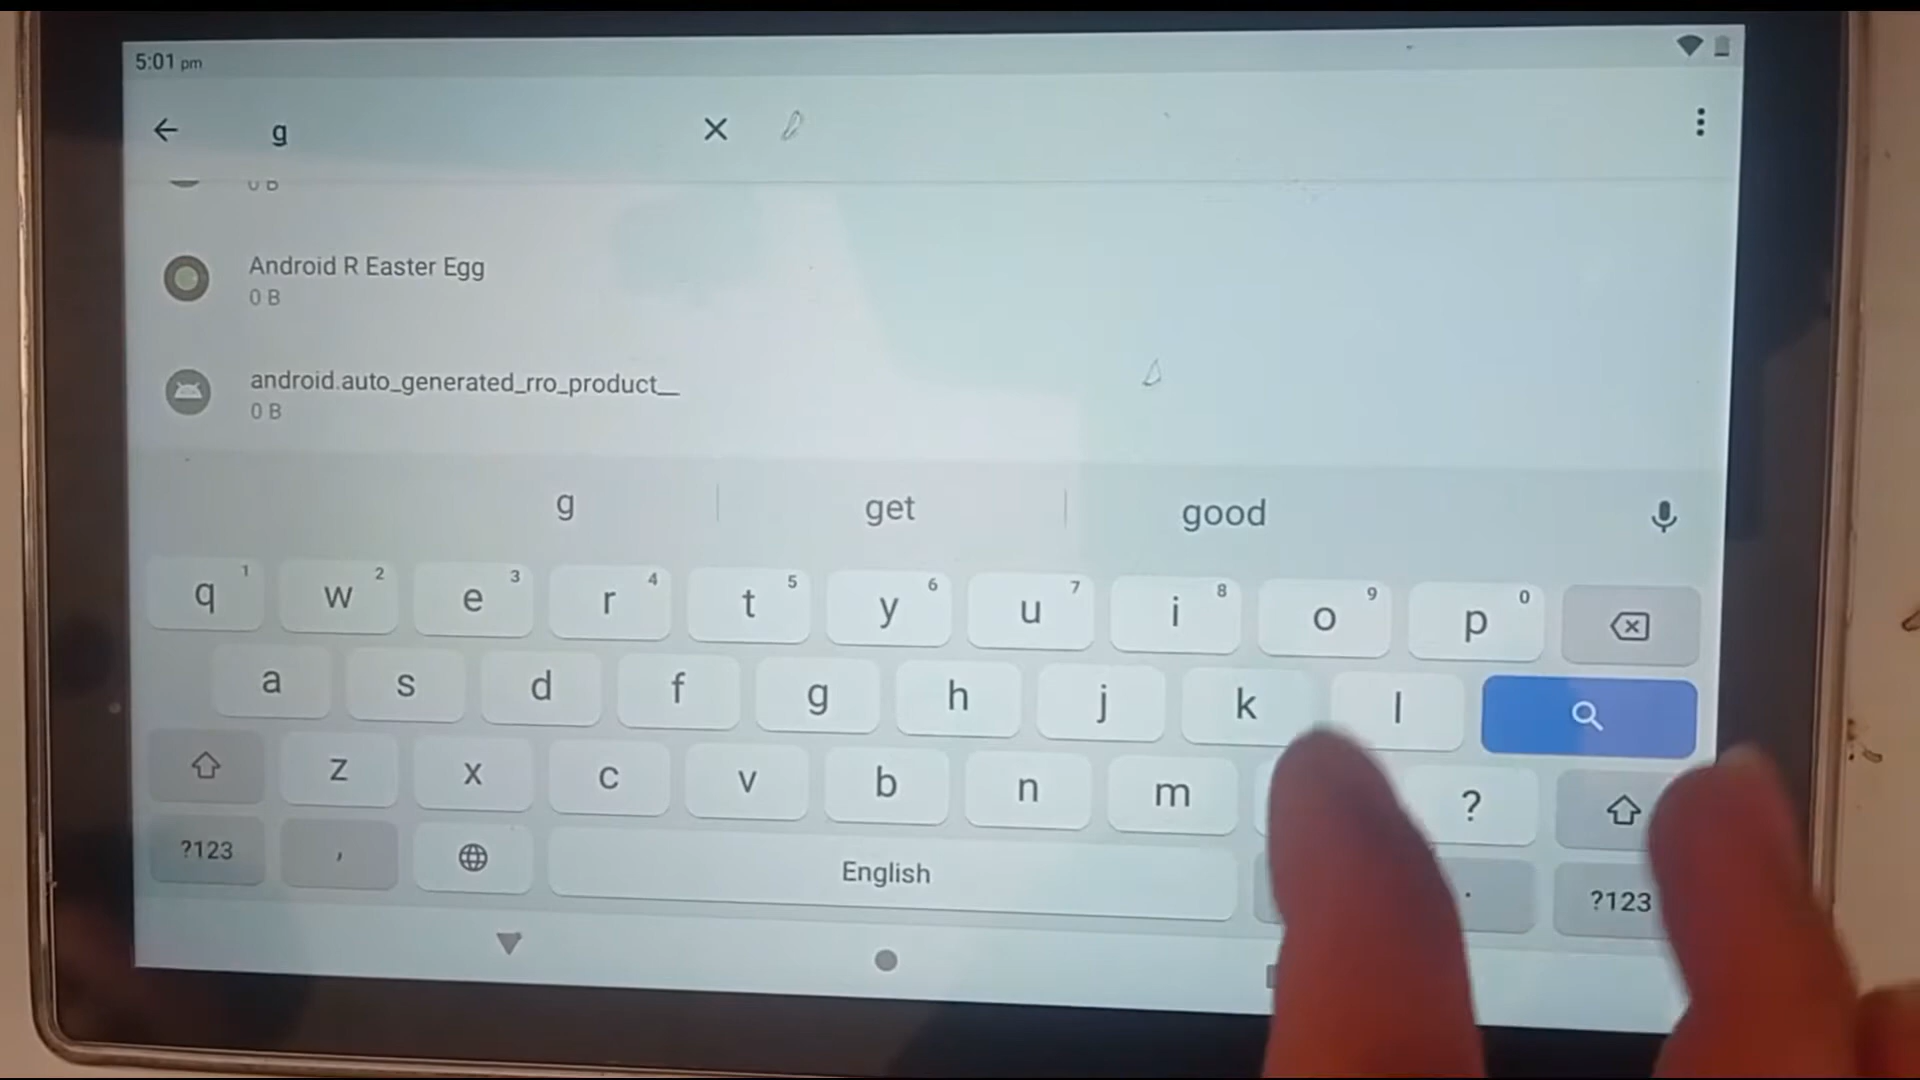 5:01 pm
g
0 B
Android R Easter Egg
0 B
android.auto_generated_rro_product__
0 B
g get good
q 1 w 2 e 3 r 4 t 5 y 6 u 7 i 8 o 9 p 0
a s d f g h j k l
z x c v b n m ?
?123 , English . ?123